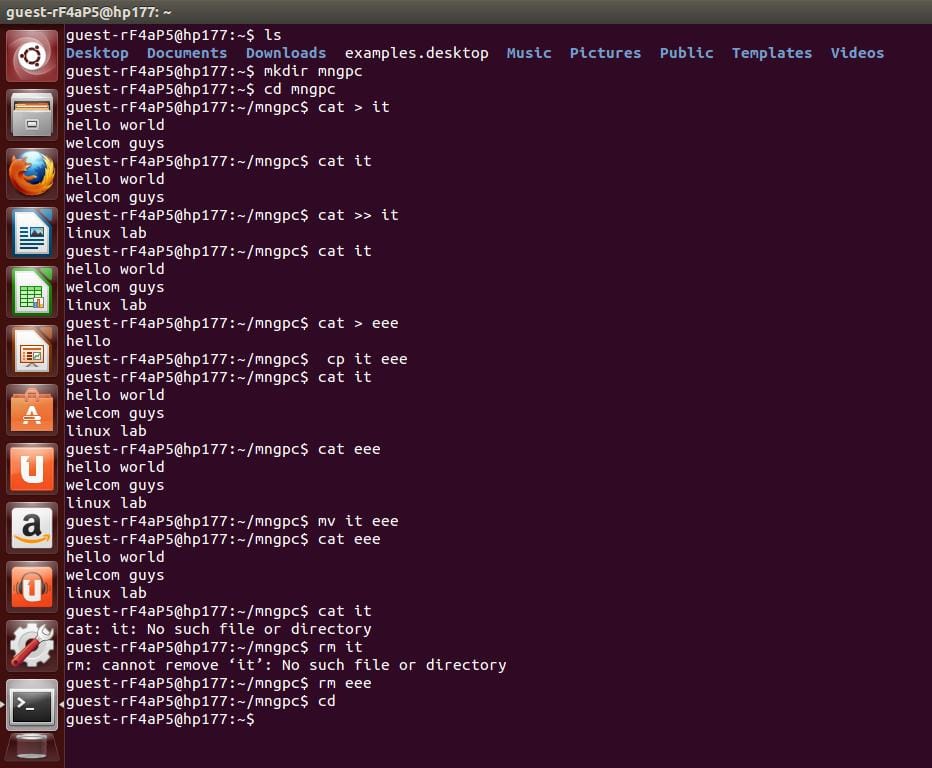 guest-rF4aP5@hp177: ~
guest-rF4aP5@hp177:~$ ls
Desktop  Documents  Downloads  examples.desktop  Music  Pictures  Public  Templates  Videos
guest-rF4aP5@hp177:~$ mkdir mngpc
guest-rF4aP5@hp177:~$ cd mngpc
guest-rF4aP5@hp177:~/mngpc$ cat > it
hello world
welcom guys
guest-rF4aP5@hp177:~/mngpc$ cat it
hello world
welcom guys
guest-rF4aP5@hp177:~/mngpc$ cat >> it
linux lab
guest-rF4aP5@hp177:~/mngpc$ cat it
hello world
welcom guys
linux lab
guest-rF4aP5@hp177:~/mngpc$ cat > eee
hello
guest-rF4aP5@hp177:~/mngpc$  cp it eee
guest-rF4aP5@hp177:~/mngpc$ cat it
hello world
welcom guys
linux lab
guest-rF4aP5@hp177:~/mngpc$ cat eee
hello world
welcom guys
linux lab
guest-rF4aP5@hp177:~/mngpc$ mv it eee
guest-rF4aP5@hp177:~/mngpc$ cat eee
hello world
welcom guys
linux lab
guest-rF4aP5@hp177:~/mngpc$ cat it
cat: it: No such file or directory
guest-rF4aP5@hp177:~/mngpc$ rm it
rm: cannot remove ‘it’: No such file or directory
guest-rF4aP5@hp177:~/mngpc$ rm eee
guest-rF4aP5@hp177:~/mngpc$ cd
guest-rF4aP5@hp177:~$